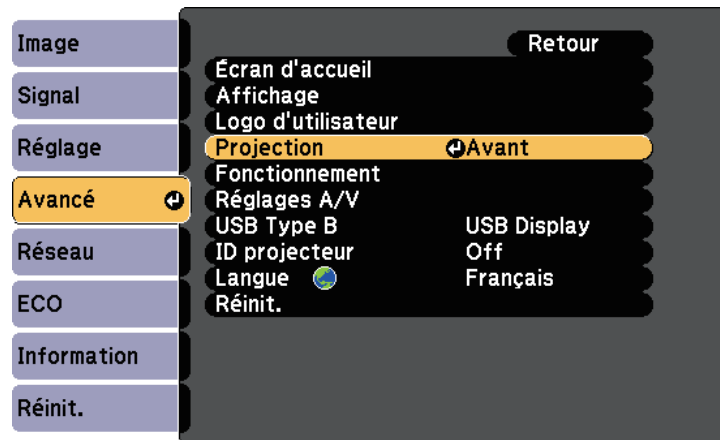 Image
Signal
Réglage
Avancé
Réseau
ECO
Information
Réinit.
Retour
Écran d'accueil
Affichage
Logo d'utilisateur
Projection Avant
Fonctionnement
Réglages A/V
USB Type B USB Display
ID projecteur Off
Langue Français
Réinit.